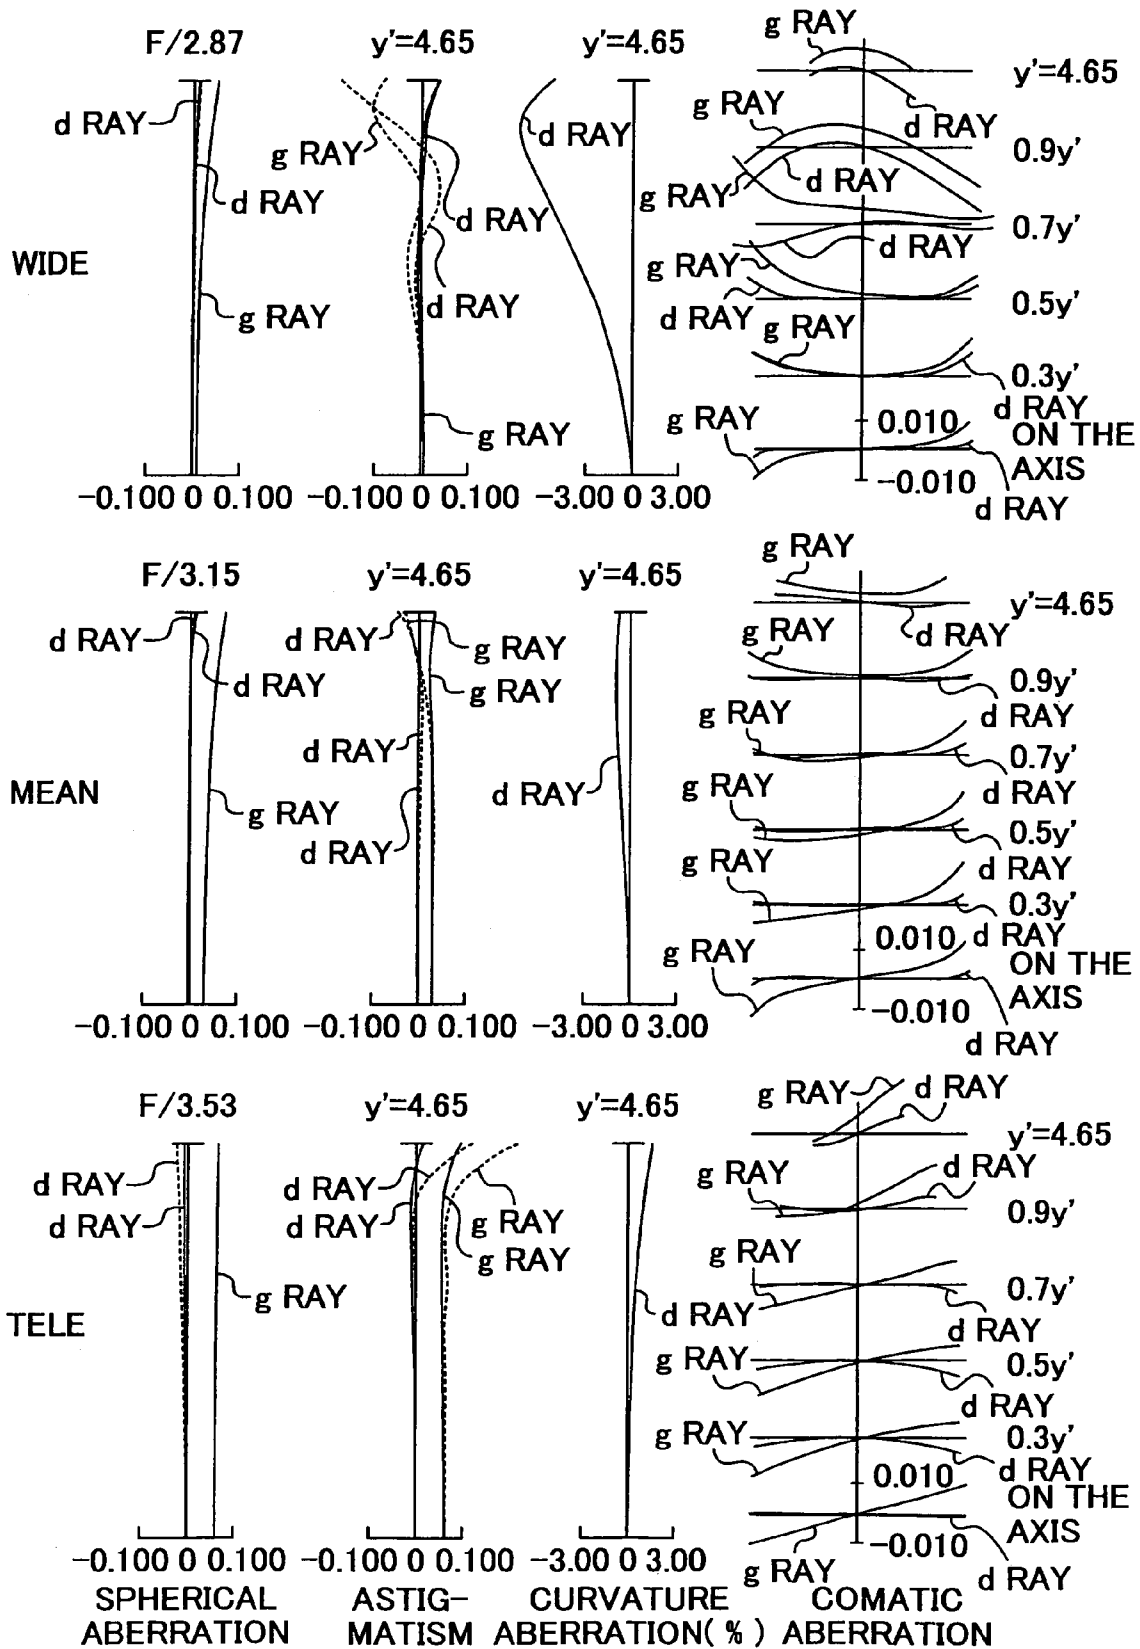 F/2.87
y'=4.65
y'=4.65
g RAY
y'=4.65
d RAY
g RAY
d RAY
g RAY
d RAY
0.9y'
d RAY
g RAY
d RAY
d RAY
0.7y'
WIDE
g RAY
d RAY
g RAY
d RAY
d RAY
0.5y'
g RAY
0.3y'
g RAY
g RAY
0.010
d RAY
ON THE
AXIS
-0.100 0 0.100
-0.100 0 0.100
-3.00 0 3.00
-0.010
d RAY
F/3.15
y'=4.65
y'=4.65
g RAY
y'=4.65
d RAY
d RAY
g RAY
g RAY
d RAY
d RAY
g RAY
0.9y'
d RAY
g RAY
d RAY
0.7y'
MEAN
d RAY
g RAY
d RAY
g RAY
0.5y'
d RAY
g RAY
d RAY
0.3y'
g RAY
0.010
d RAY
ON THE
AXIS
-0.100 0 0.100
-0.100 0 0.100
-3.00 0 3.00
-0.010
d RAY
F/3.53
y'=4.65
y'=4.65
g RAY
d RAY
y'=4.65
d RAY
d RAY
g RAY
d RAY
d RAY
d RAY
g RAY
0.9y'
g RAY
g RAY
g RAY
d RAY
0.7y'
TELE
d RAY
g RAY
0.5y'
d RAY
g RAY
0.3y'
0.010
d RAY
ON THE
AXIS
-0.100 0 0.100
-0.100 0 0.100
-3.00 0 3.00
-0.010
g RAY
d RAY
SPHERICAL
ABERRATION
ASTIG-
MATISM
CURVATURE
ABERRATION(%)
COMATIC
ABERRATION